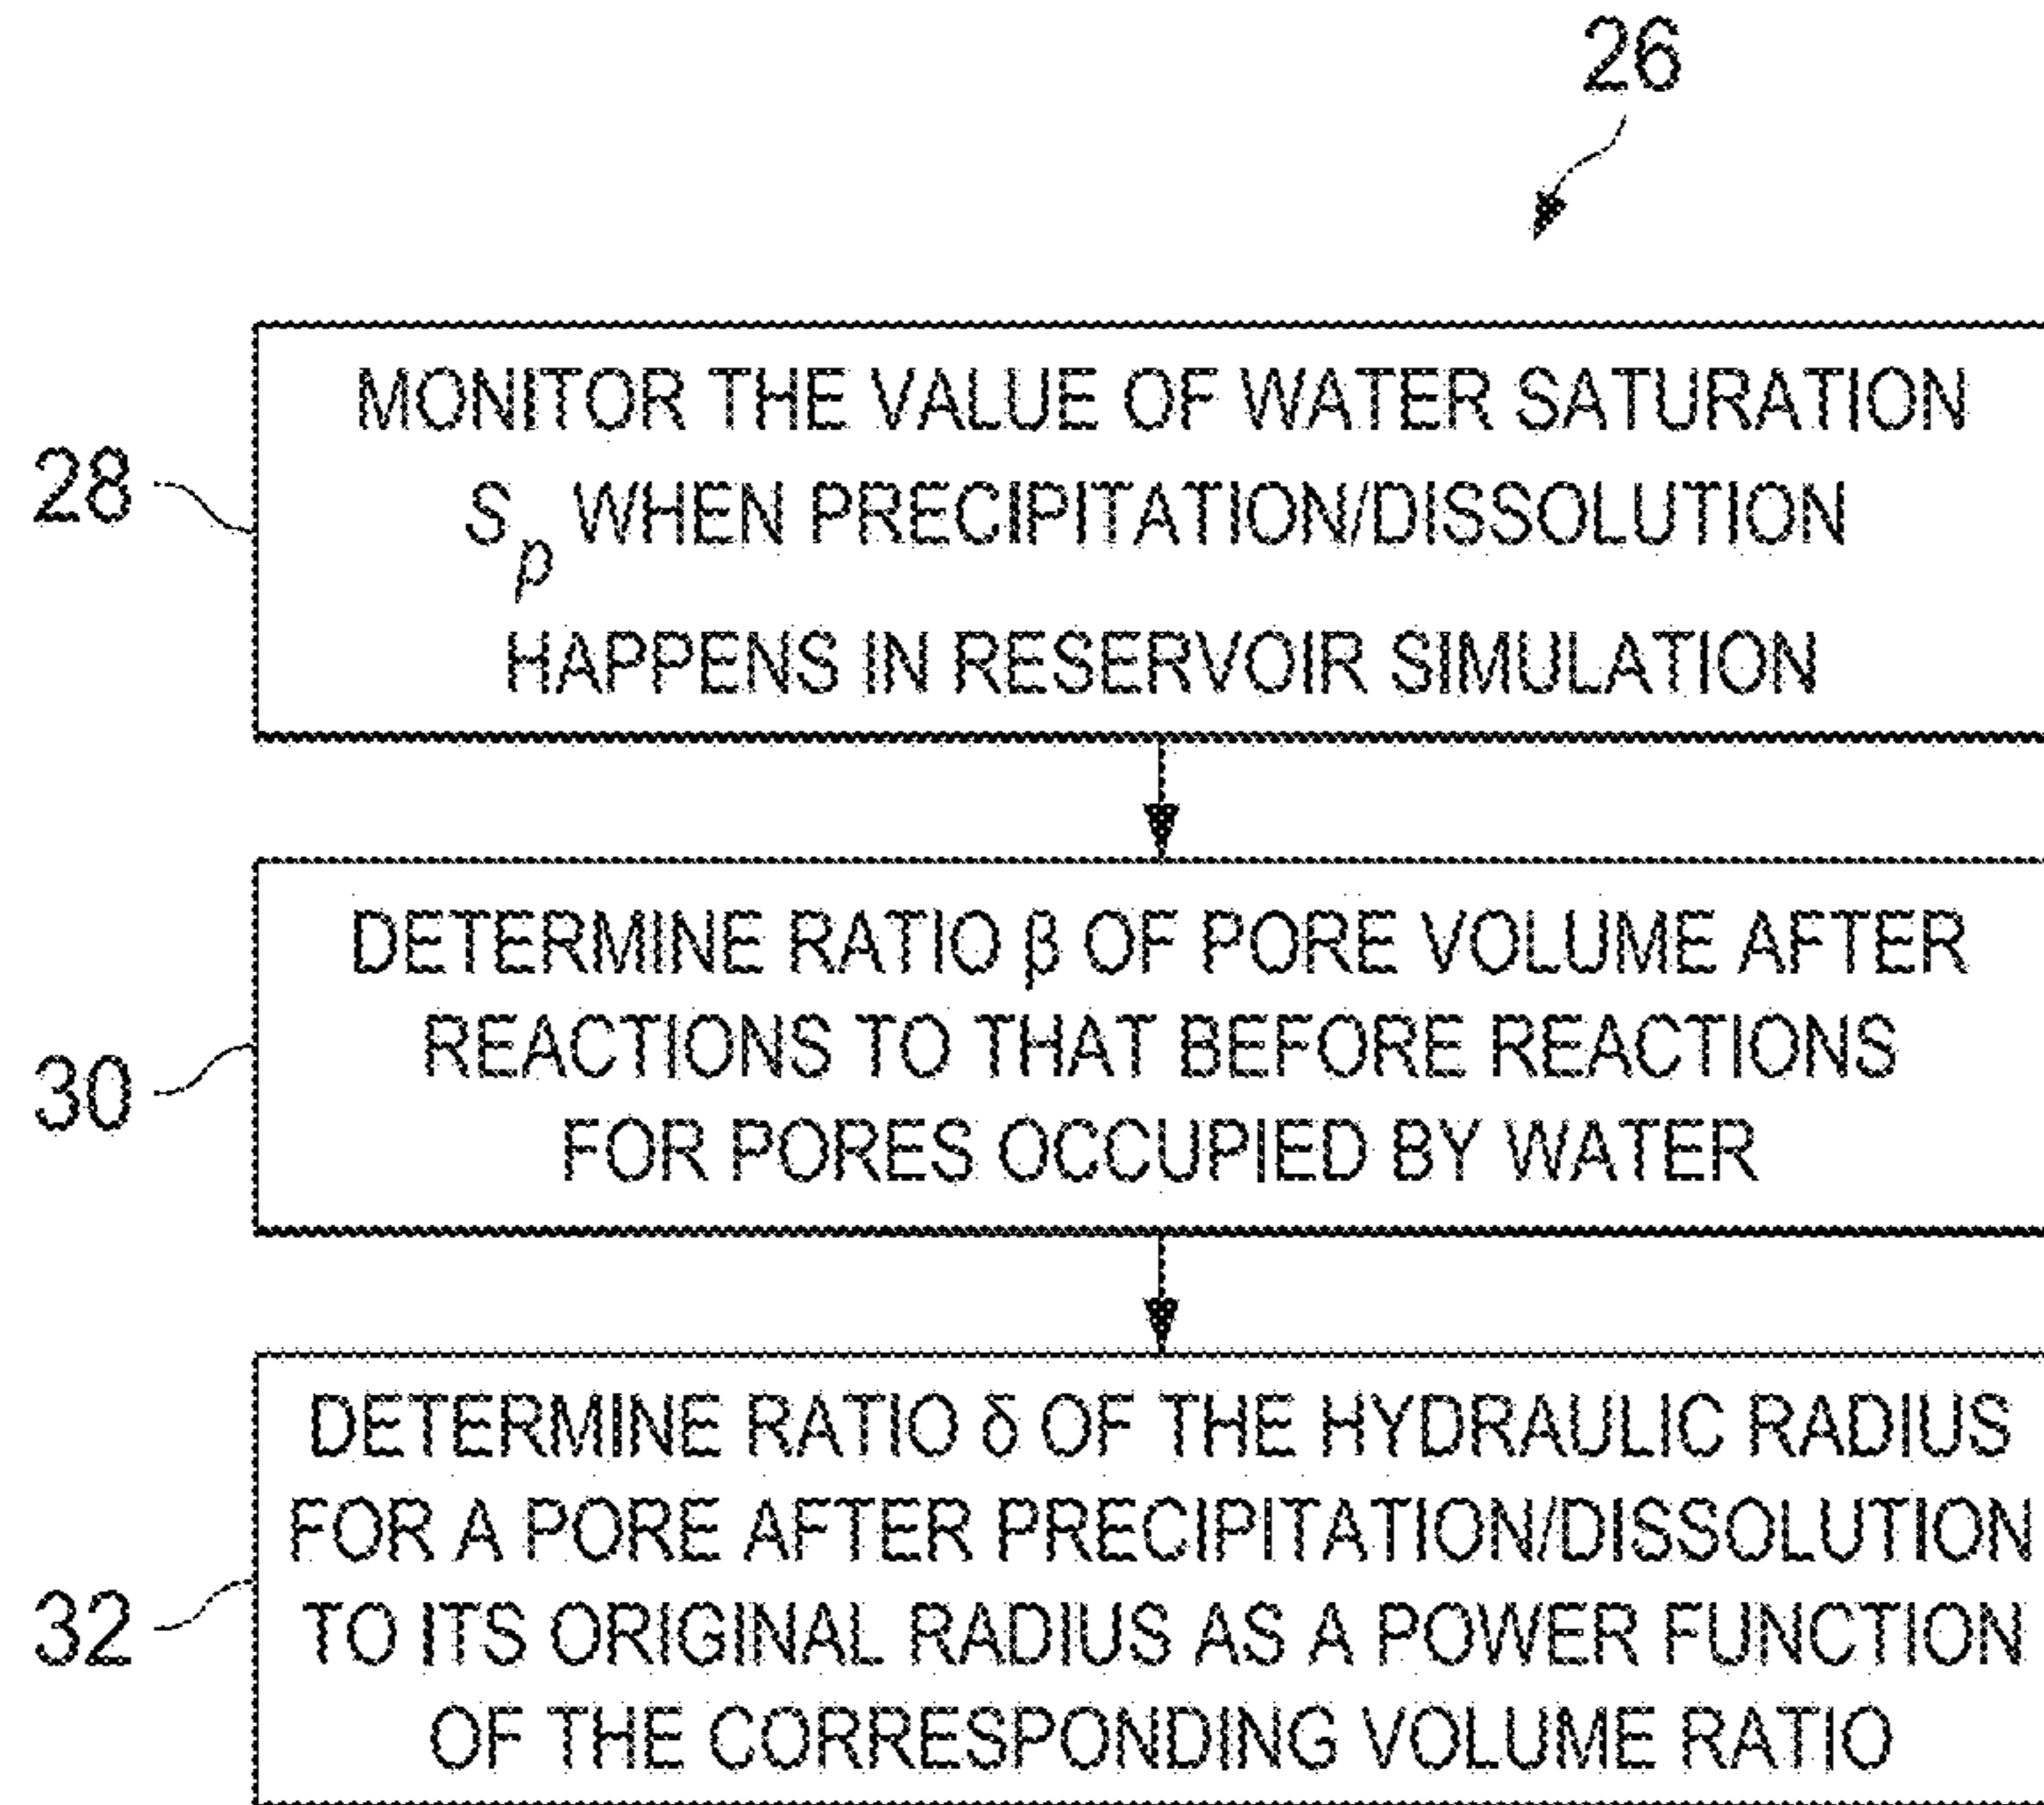 26
28
MONITOR THE VALUE OF WATER SATURATION
Sp WHEN PRECIPITATION/DISSOLUTION
HAPPENS IN RESERVOIR SIMULATION
30
DETERMINE RATIO β OF PORE VOLUME AFTER
REACTIONS TO THAT BEFORE REACTIONS
FOR PORES OCCUPIED BY WATER
32
DETERMINE RATIO δ OF THE HYDRAULIC RADIUS
FOR A PORE AFTER PRECIPITATION/DISSOLUTION
TO ITS ORIGINAL RADIUS AS A POWER FUNCTION
OF THE CORRESPONDING VOLUME RATIO